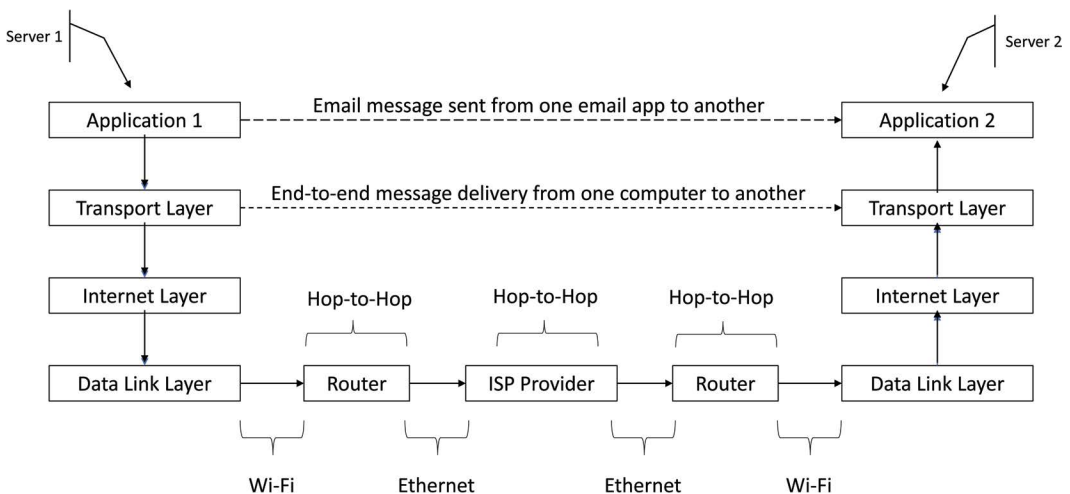 Server 1
Server 2
Email message sent from one email app to another
Application 1
Application 2
End-to-end message delivery from one computer to another
Transport Layer
Transport Layer
Internet Layer
Hop-to-Hop
Hop-to-Hop
Hop-to-Hop
Internet Layer
Data Link Layer
Router
ISP Provider
Router
Data Link Layer
Wi-Fi
Ethernet
Ethernet
Wi-Fi